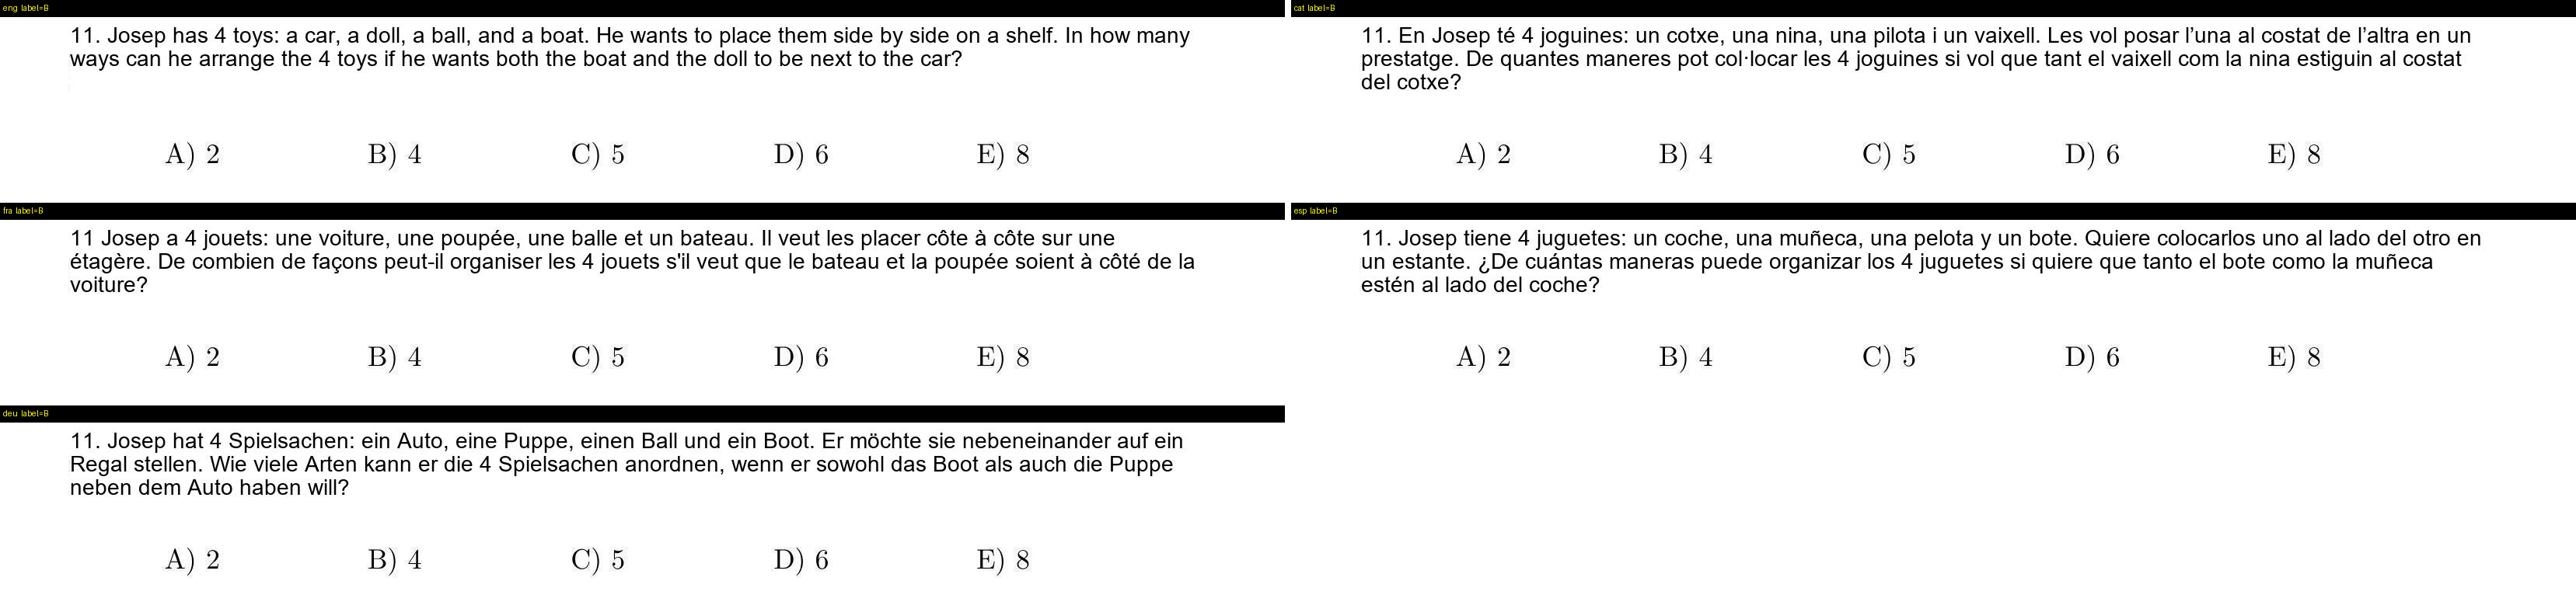 eng label=B
11. Josep has 4 toys: a car, a doll, a ball, and a boat. He wants to place them side by side on a shelf. In how many
ways can he arrange the 4 toys if he wants both the boat and the doll to be next to the car?
A) 2 B) 4 C) 5 D) 6 E) 8
cat label=B
11. En Josep té 4 joguines: un cotxe, una nina, una pilota i un vaixell. Les vol posar l’una al costat de l’altra en un
prestatge. De quantes maneres pot col·locar les 4 joguines si vol que tant el vaixell com la nina estiguin al costat
del cotxe?
A) 2 B) 4 C) 5 D) 6 E) 8
fra label=B
11 Josep a 4 jouets: une voiture, une poupée, une balle et un bateau. Il veut les placer côte à côte sur une
étagère. De combien de façons peut-il organiser les 4 jouets s'il veut que le bateau et la poupée soient à côté de la
voiture?
A) 2 B) 4 C) 5 D) 6 E) 8
esp label=B
11. Josep tiene 4 juguetes: un coche, una muñeca, una pelota y un bote. Quiere colocarlos uno al lado del otro en
un estante. ¿De cuántas maneras puede organizar los 4 juguetes si quiere que tanto el bote como la muñeca
estén al lado del coche?
A) 2 B) 4 C) 5 D) 6 E) 8
deu label=B
11. Josep hat 4 Spielsachen: ein Auto, eine Puppe, einen Ball und ein Boot. Er möchte sie nebeneinander auf ein
Regal stellen. Wie viele Arten kann er die 4 Spielsachen anordnen, wenn er sowohl das Boot als auch die Puppe
neben dem Auto haben will?
A) 2 B) 4 C) 5 D) 6 E) 8